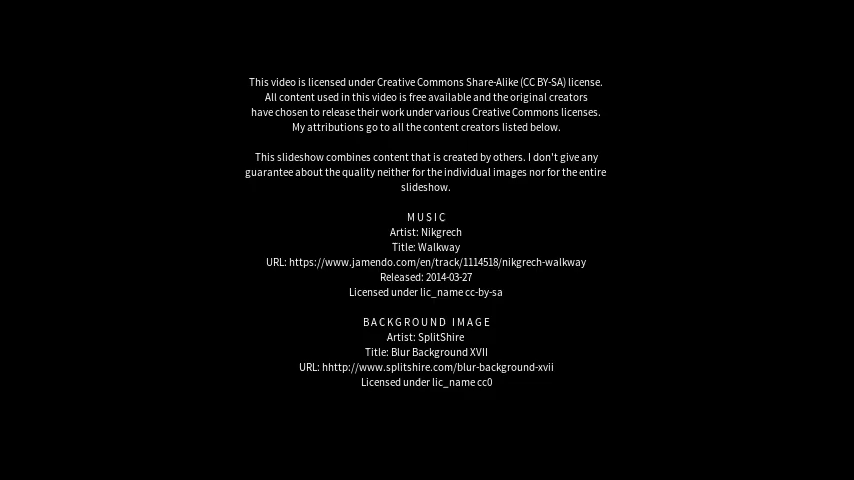 This video is licensed under Creative Commons Share-Alike (CC BY-SA) license.
All content used in this video is free available and the original creators
have chosen to release their work under various Creative Commons licenses.
My attributions go to all the content creators listed below.
This slideshow combines content that is created by others. I don't give any
guarantee about the quality neither for the individual images nor for the entire
slideshow.
MUSIC
Artist: Nikgrech
Title: Walkway
URL: https://www.jamendo.com/en/track/1114518/nikgrech-walkway
Released: 2014-03-27
Licensed under lic_name cc-by-sa
BACKGROUND IMAGE
Artist: SplitShire
Title: Blur Background XVII
URL: hhttp://www.splitshire.com/blur-background-xvii
Licensed under lic_name cc0